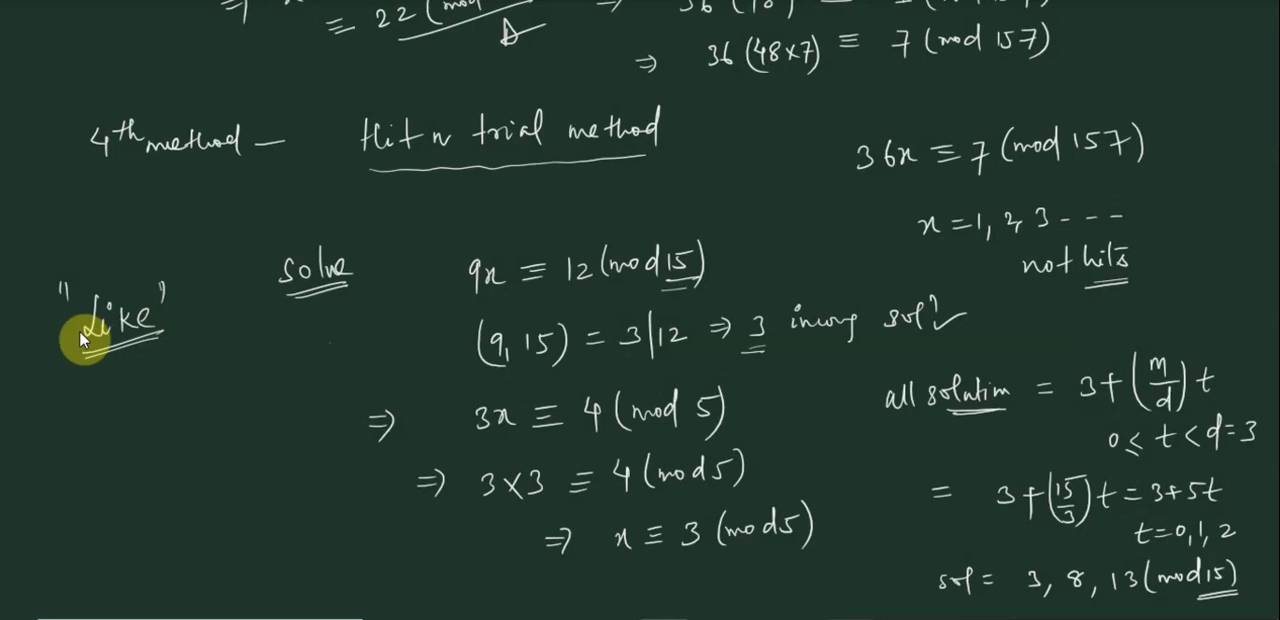 ≡ 22 (mod
36 (48×7) ≡ 7 (mod 157)
4th method — Hit n trial method
36x ≡ 7 (mod 157)
x = 1, 2, 3 - - -
not hits
"Like"
Solve 9x ≡ 12 (mod 15)
(9, 15) = 3/12 ⇒ 3 incong solⁿ ✓
⇒ 3x ≡ 4 (mod 5)
⇒ 3×3 ≡ 4 (mod 5)
⇒ x ≡ 3 (mod 5)
all solution = 3 + (m/d) t
0 ≤ t < d = 3
= 3 + (15/3) t = 3 + 5t
t = 0, 1, 2
sol = 3, 8, 13 (mod 15)